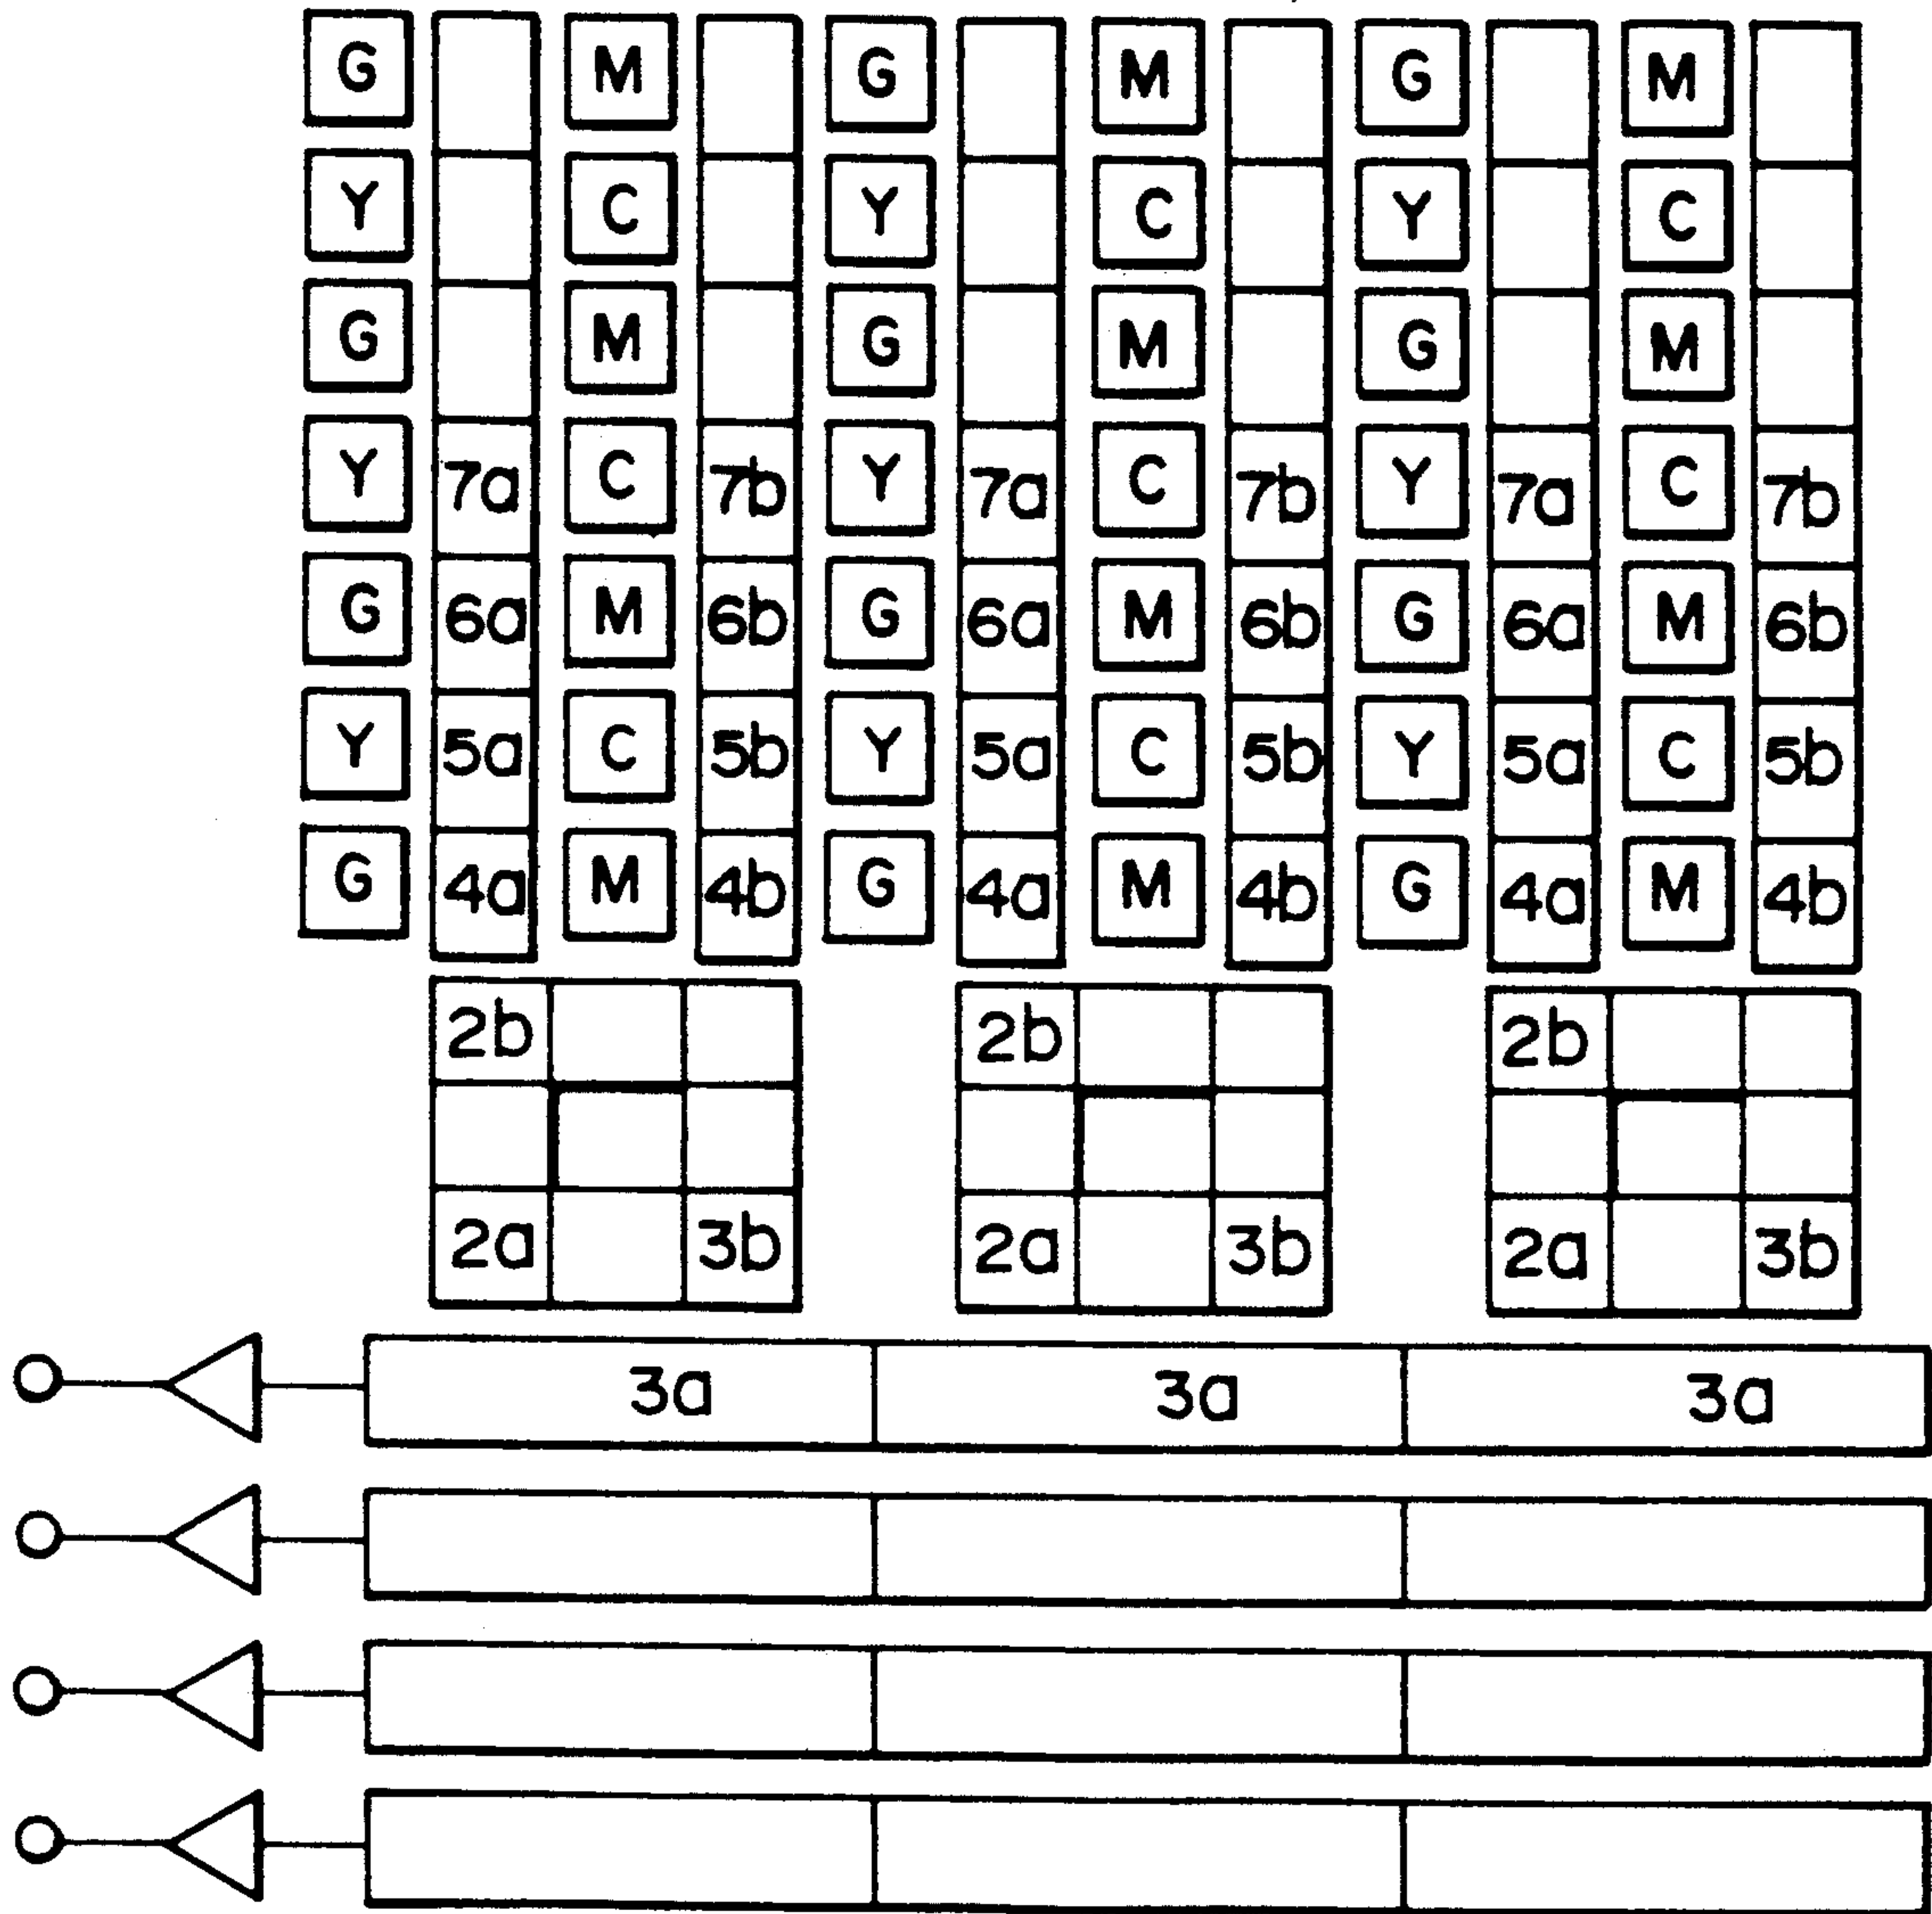 G M G M G M
Y C Y C Y C
G M G M G M
Y 7a C 7b Y 7a C 7b Y 7a C 7b
G 6a M 6b G 6a M 6b G 6a M 6b
Y 5a C 5b Y 5a C 5b Y 5a C 5b
G 4a M 4b G 4a M 4b G 4a M 4b
2b 2b 2b
2a 3b 2a 3b 2a 3b
3a 3a 3a